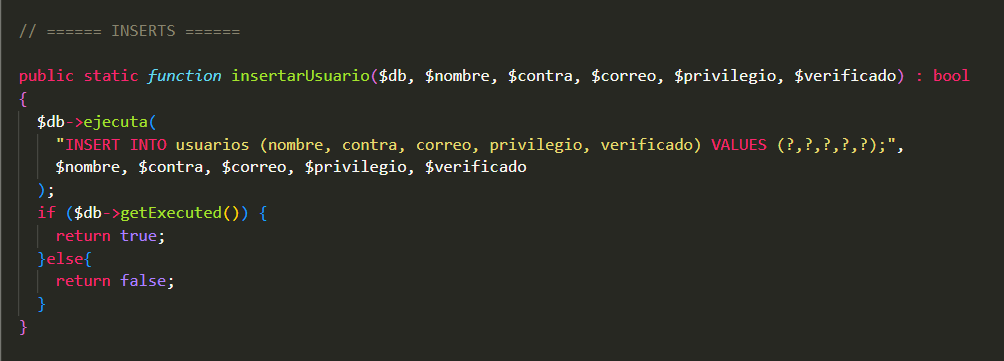 // ====== INSERTS ======
public static function insertarUsuario($db, $nombre, $contra, $correo, $privilegio, $verificado) : bool
{
$db->ejecuta(
"INSERT INTO usuarios (nombre, contra, correo, privilegio, verificado) VALUES (?,?,?,?,?);",
$nombre, $contra, $correo, $privilegio, $verificado
);
if ($db->getExecuted()) {
return true;
}else{
return false;
}
}